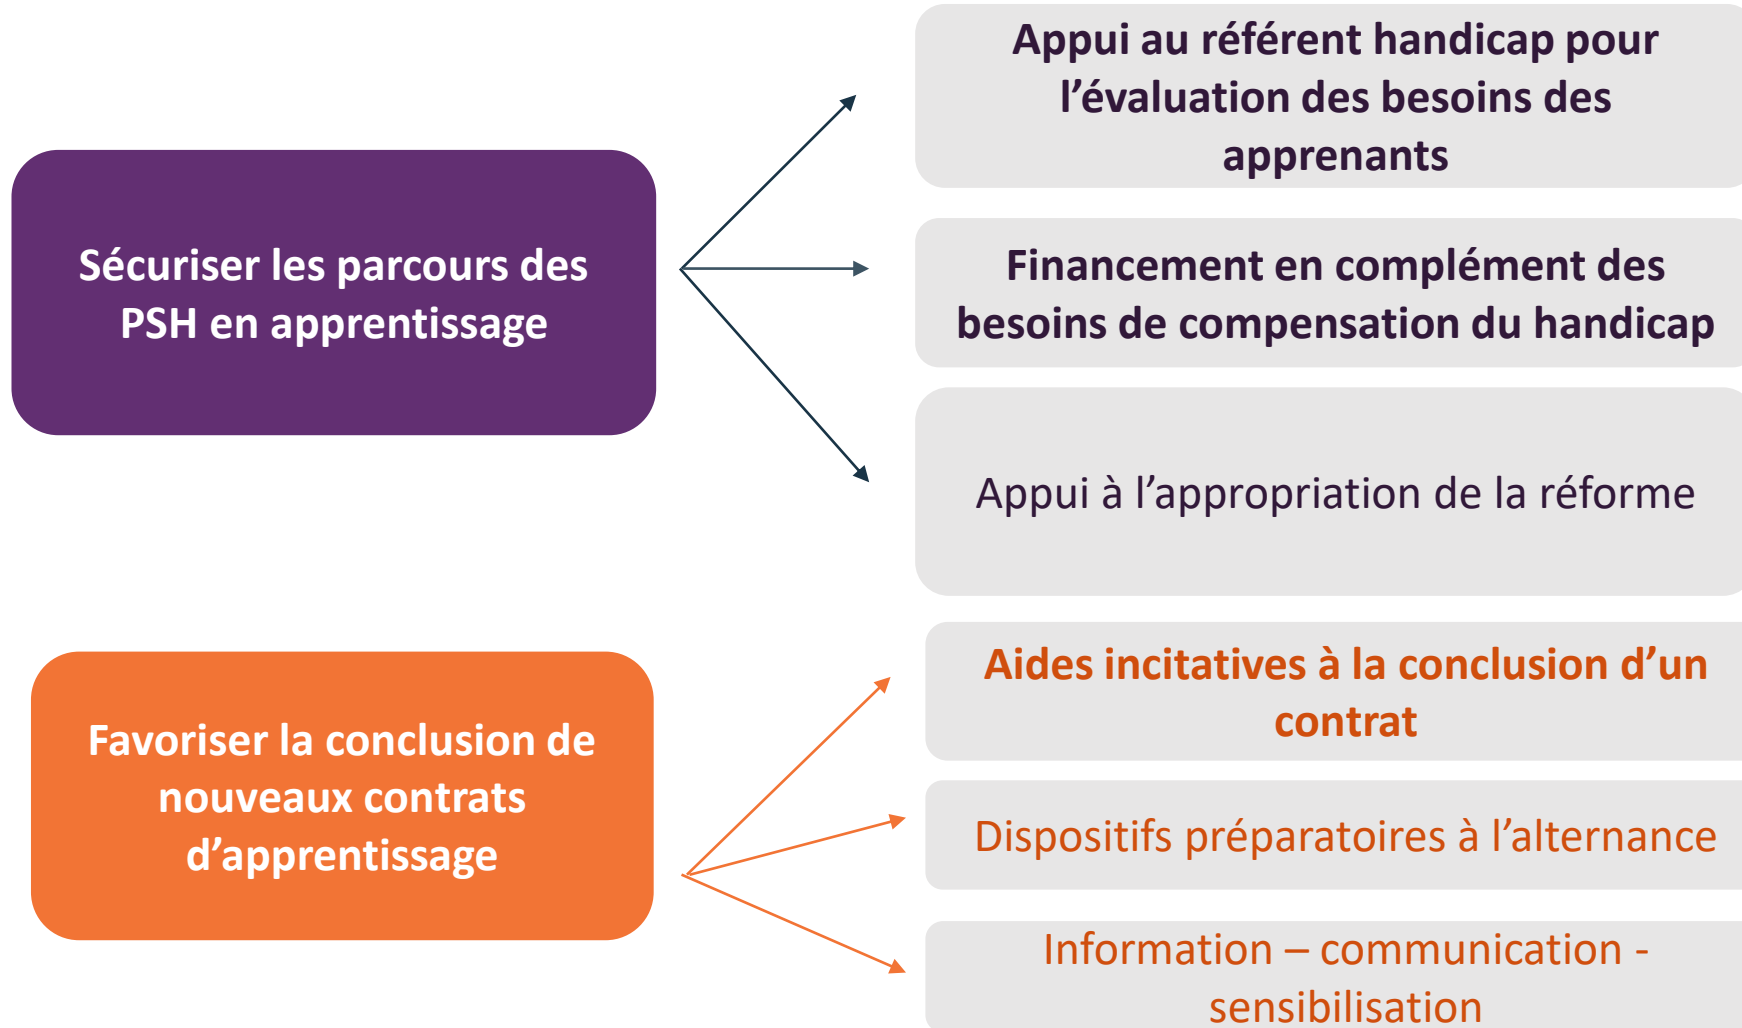 Sécuriser les parcours des
PSH en apprentissage
Appui au référent handicap pour
l’évaluation des besoins des
apprenants
Financement en complément des
besoins de compensation du handicap
Appui à l’appropriation de la réforme
Favoriser la conclusion de
nouveaux contrats
d’apprentissage
Aides incitatives à la conclusion d’un
contrat
Dispositifs préparatoires à l’alternance
Information – communication -
sensibilisation